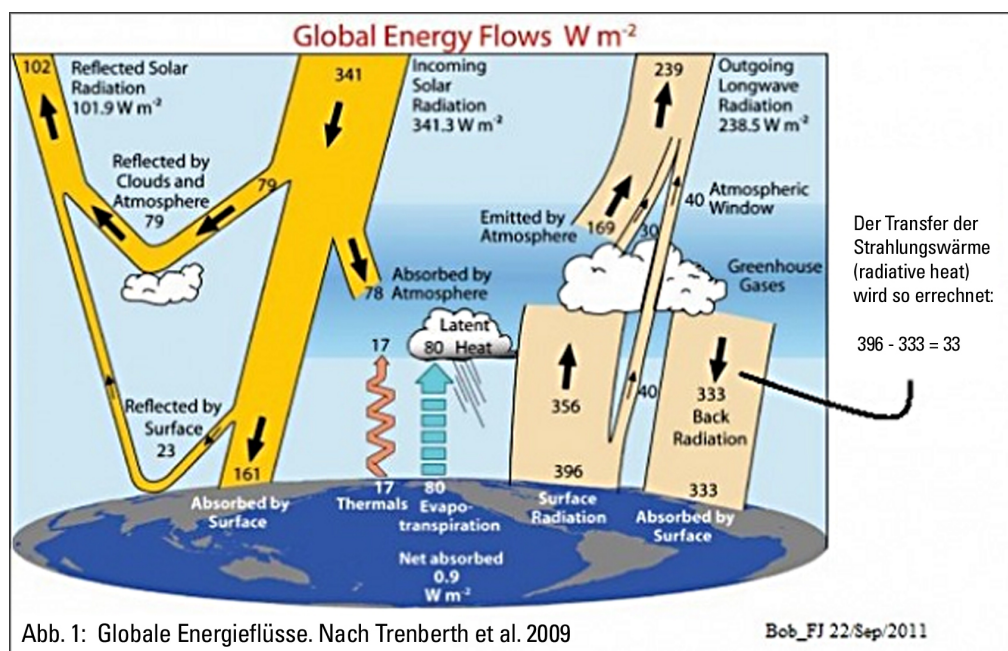 Global Energy Flows W m-2
102
Reflected Solar
Radiation
101.9 W m-2
341
Incoming
Solar
Radiation
341.3 W m-2
239
Outgoing
Longwave
Radiation
238.5 W m-2
Reflected by
Clouds and
Atmosphere
79
79
Emitted by
Atmosphere
169
30
40
Atmospheric
Window
Greenhouse
Gases
Absorbed by
78 Atmosphere
Latent
80 Heat
17
356
40
333
Back
Radiation
Reflected by
Surface
23
161
Absorbed by
Surface
17
Thermals
80
Evapo-
transpiration
396
Surface
Radiation
333
Absorbed by
Surface
Net absorbed
0.9
W m-2
Der Transfer der
Strahlungswärme
(radiative heat)
wird so errechnet:
396 - 333 = 33
Abb. 1: Globale Energieflüsse. Nach Trenberth et al. 2009
Bob_FJ 22/Sep/2011